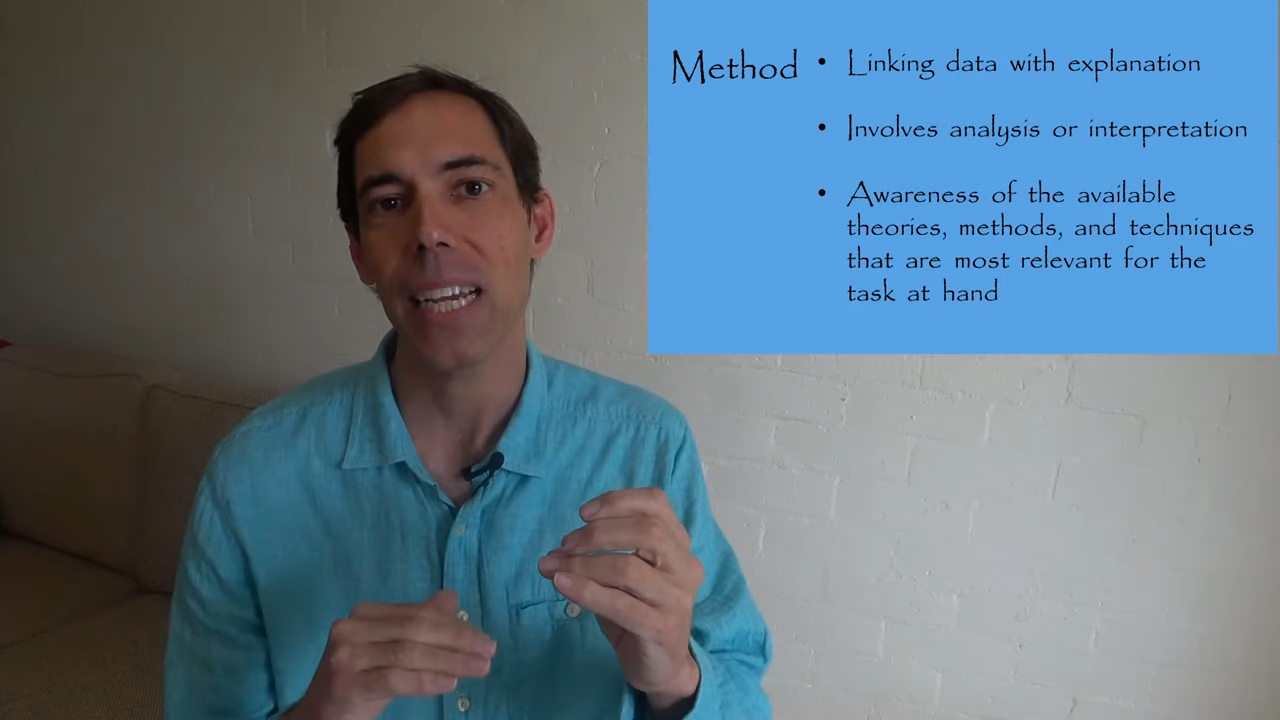 Method
• Linking data with explanation
• Involves analysis or interpretation
• Awareness of the available
theories, methods, and techniques
that are most relevant for the
task at hand